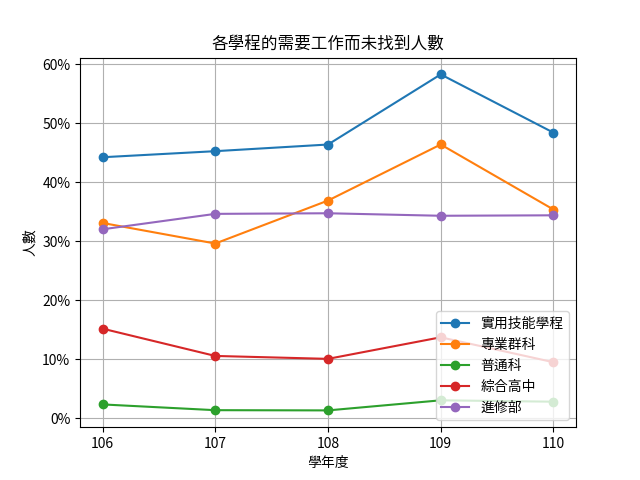 各學程的需要工作而未找到人數
60%
50%
40%
30%
20%
10%
0%
人數
106
107
108
109
110
學年度
實用技能學程
專業群科
普通科
綜合高中
進修部